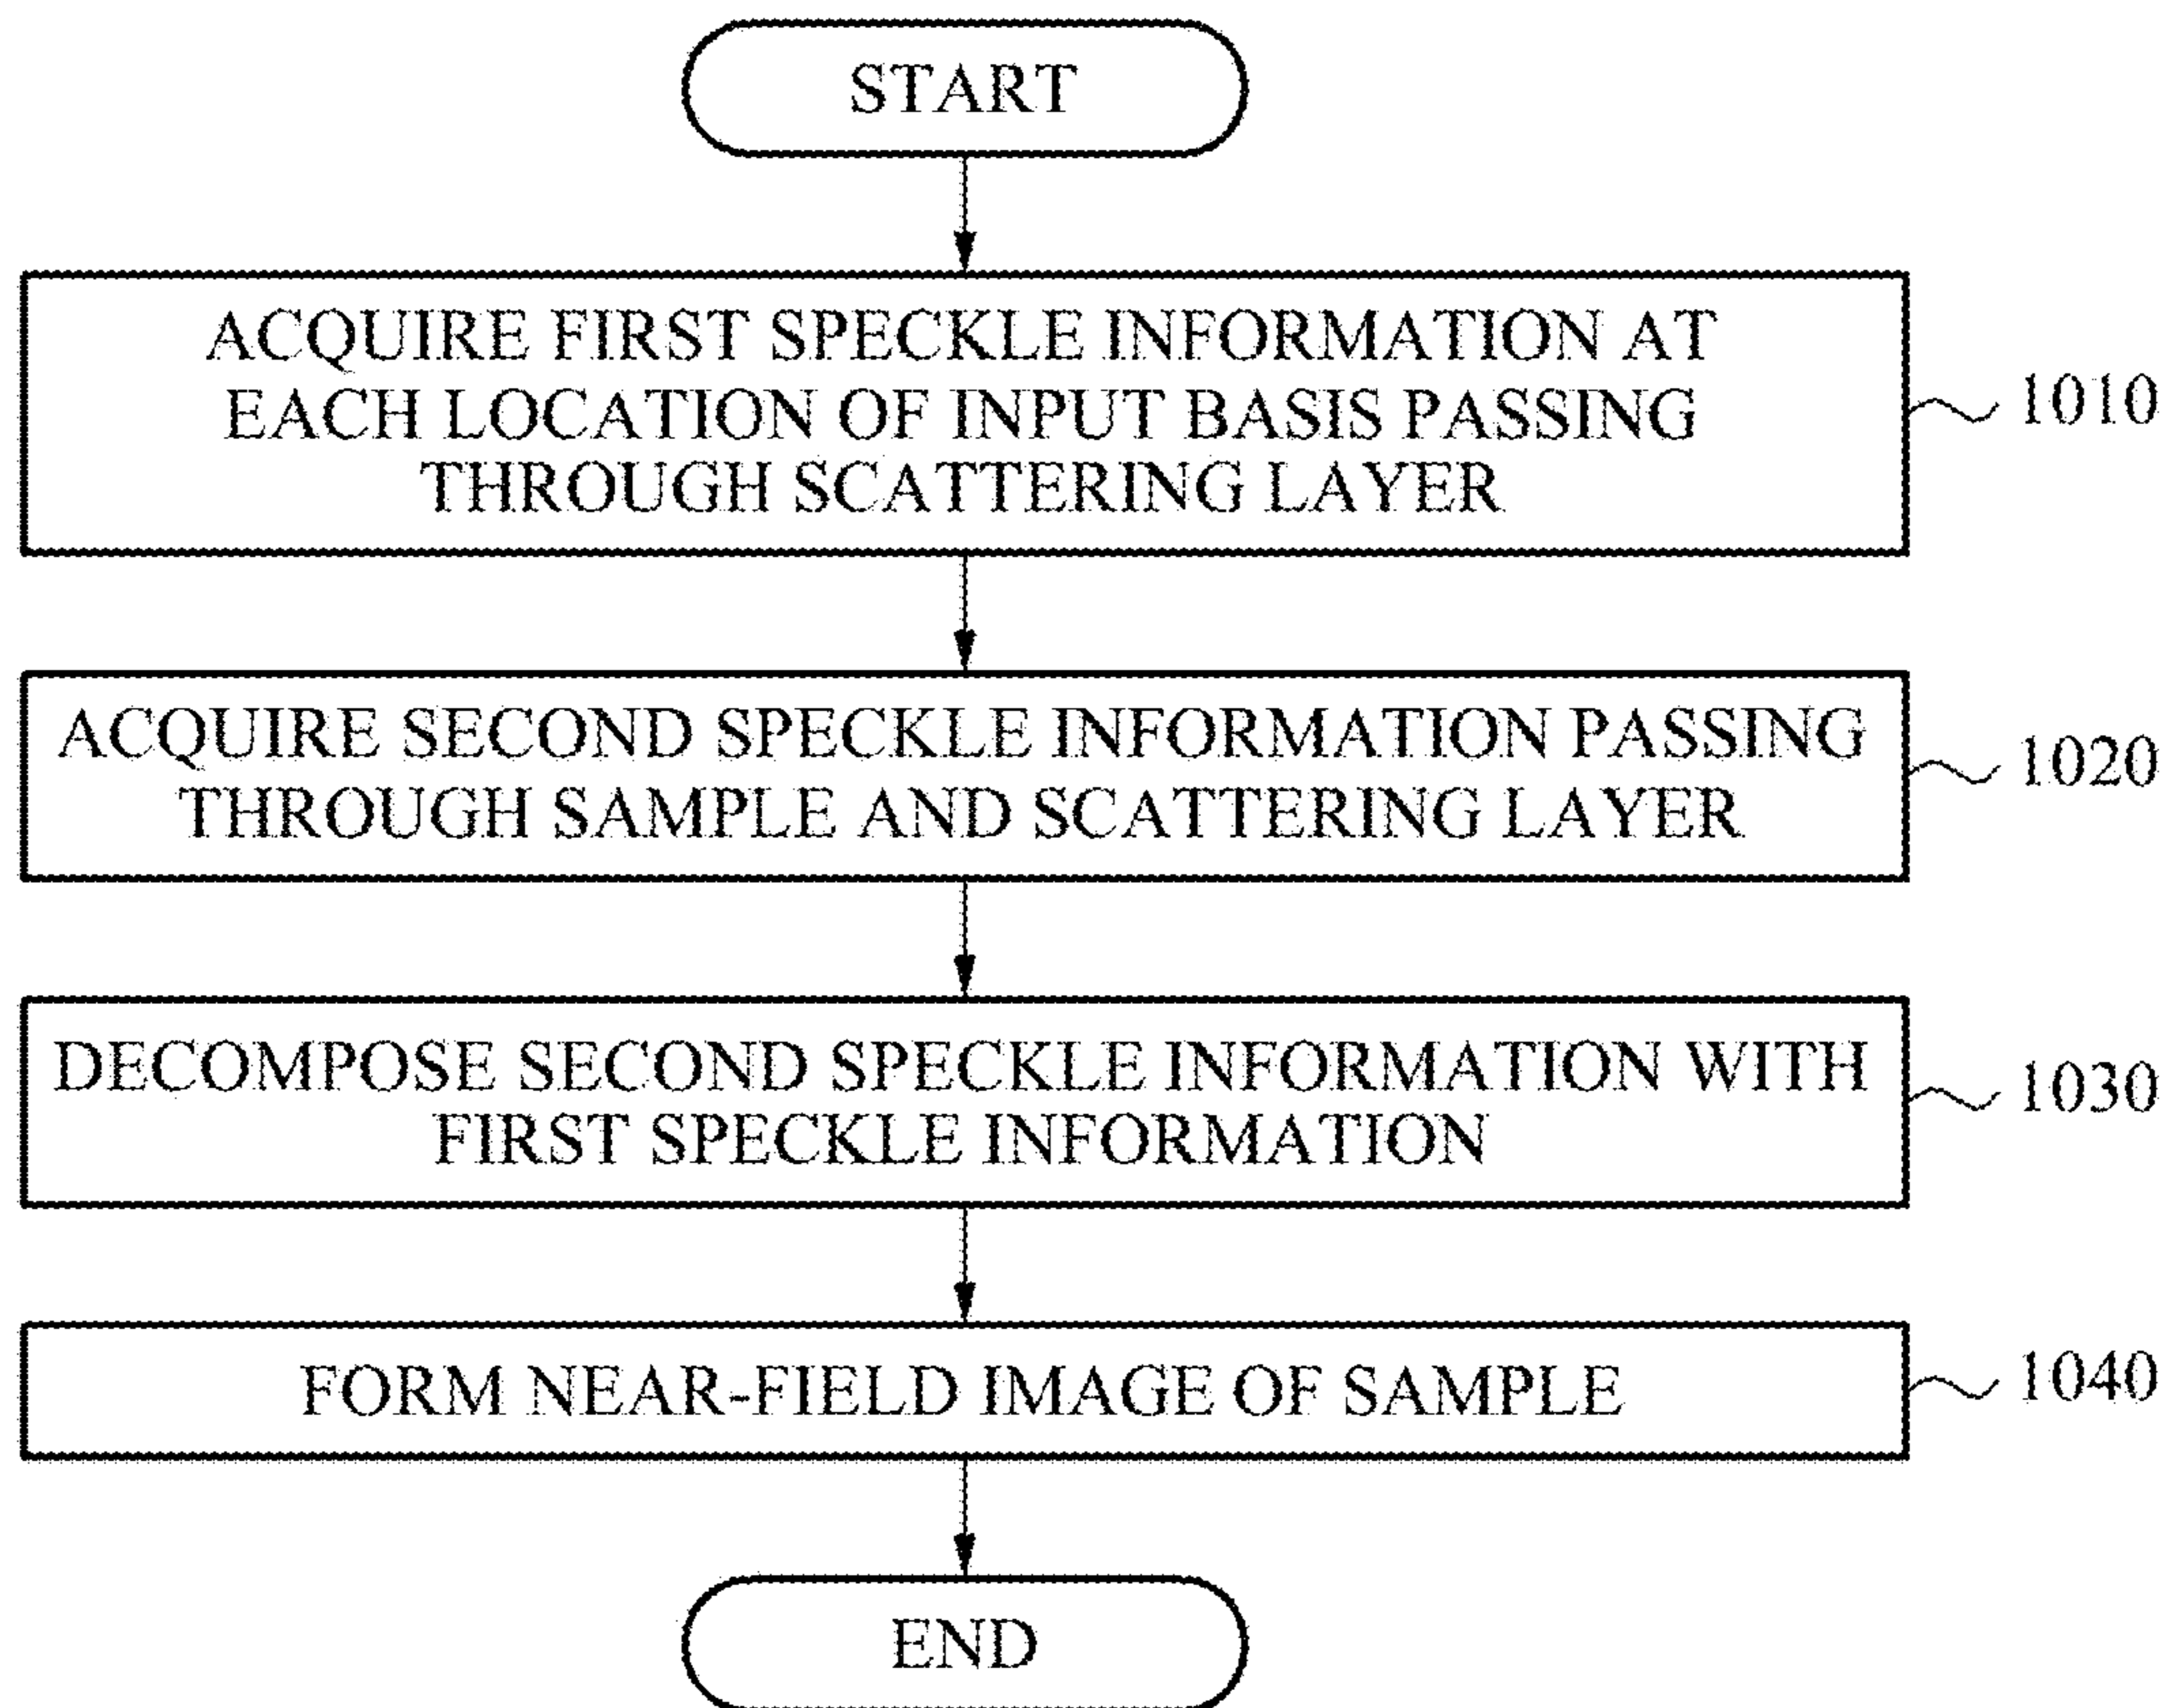 START
ACQUIRE FIRST SPECKLE INFORMATION AT
EACH LOCATION OF INPUT BASIS PASSING
THROUGH SCATTERING LAYER
1010
ACQUIRE SECOND SPECKLE INFORMATION PASSING
THROUGH SAMPLE AND SCATTERING LAYER
1020
DECOMPOSE SECOND SPECKLE INFORMATION WITH
FIRST SPECKLE INFORMATION
1030
FORM NEAR-FIELD IMAGE OF SAMPLE
1040
END